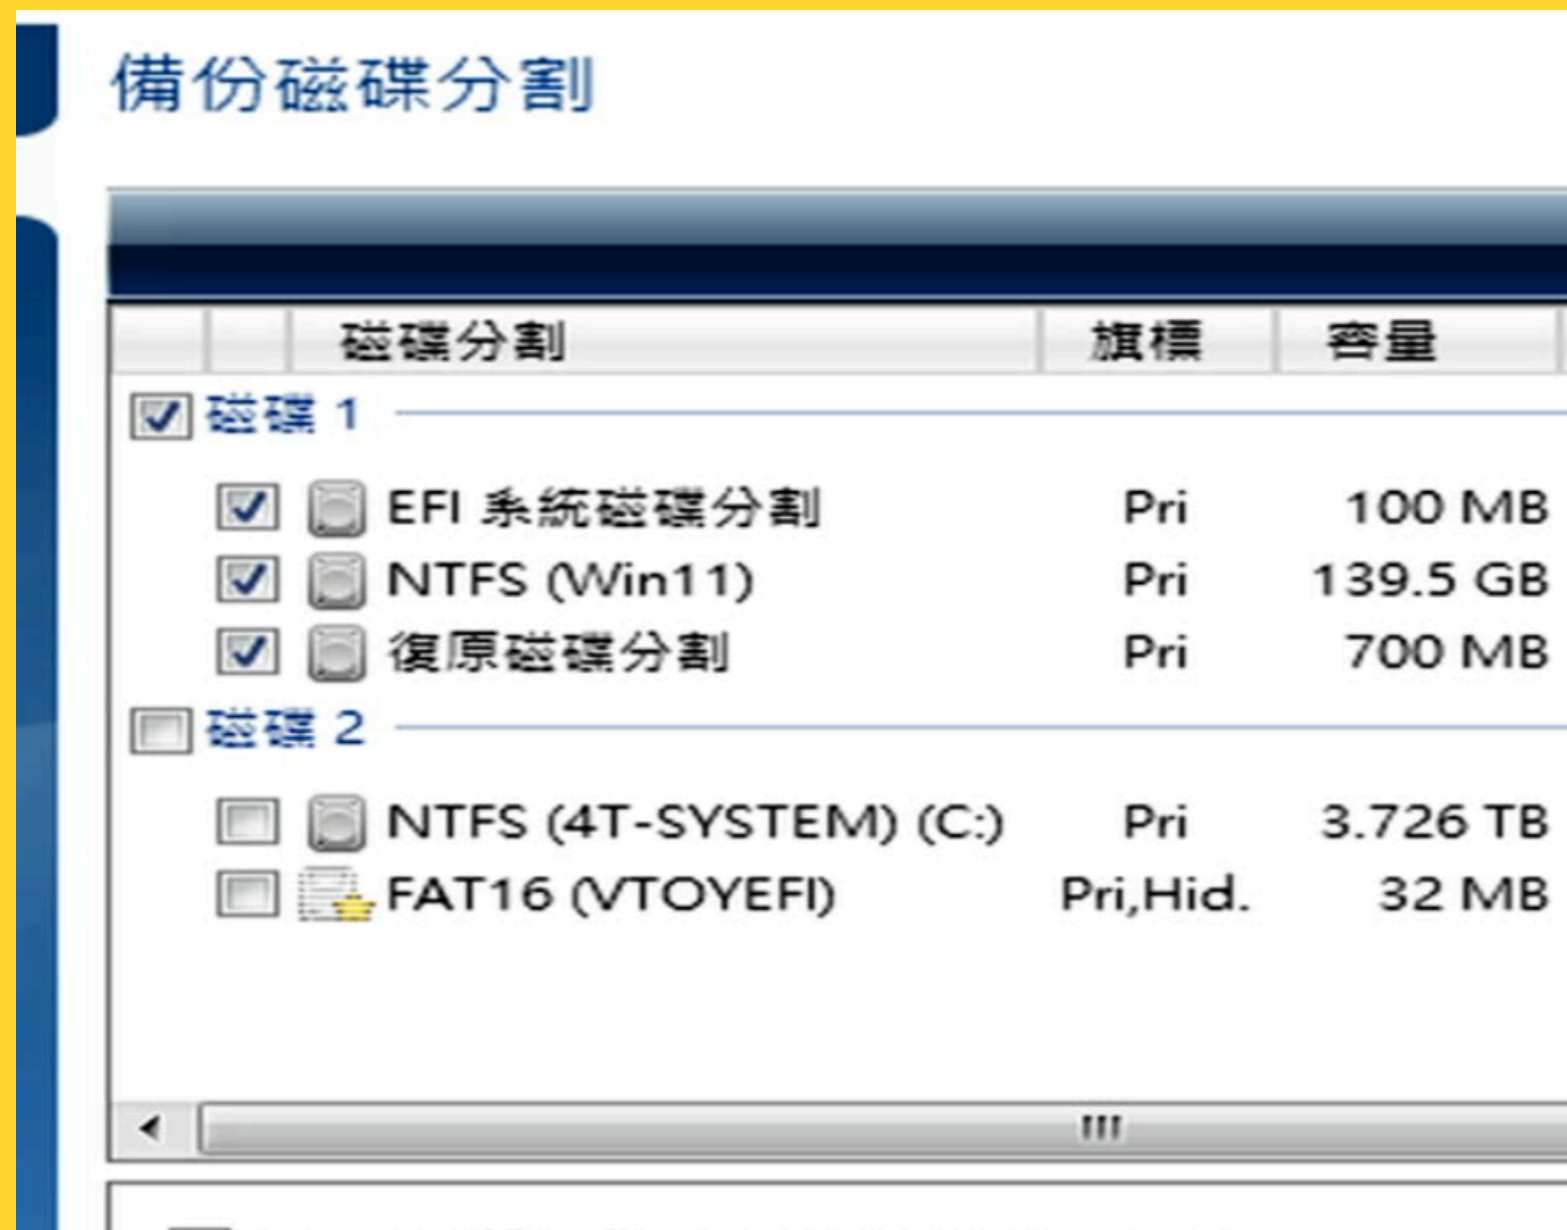 備份磁碟分割
磁碟分割 旗標 容量
磁碟 1
EFI 系統磁碟分割 Pri 100 MB
NTFS (Win11) Pri 139.5 GB
復原磁碟分割 Pri 700 MB
磁碟 2
NTFS (4T-SYSTEM) (C:) Pri 3.726 TB
FAT16 (VTOYEFI) Pri,Hid. 32 MB